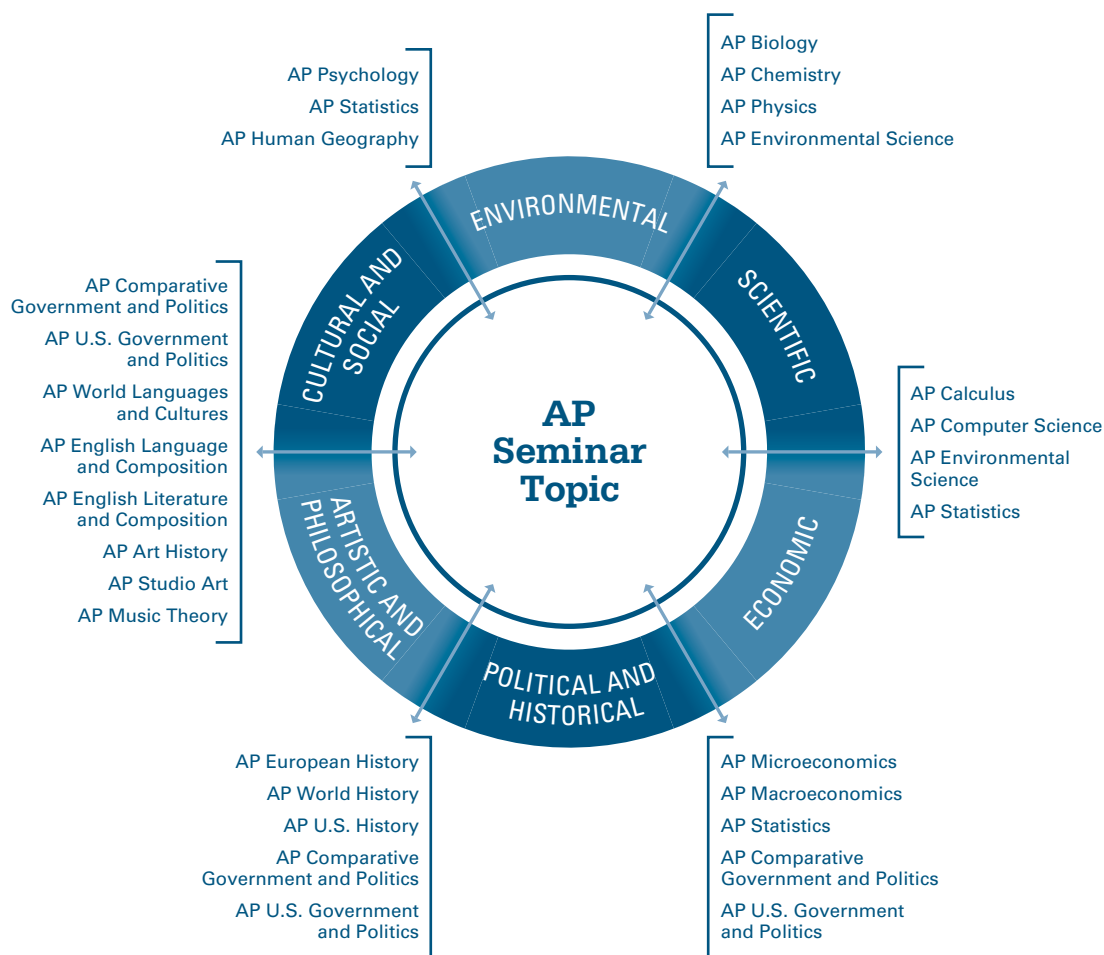 AP Psychology
AP Statistics
AP Human Geography
AP Biology
AP Chemistry
AP Physics
AP Environmental Science
ENVIRONMENTAL
CULTURAL AND
SOCIAL
SCIENTIFIC
AP Comparative
Government and Politics
AP U.S. Government
and Politics
AP World Languages
and Cultures
AP English Language
and Composition
AP English Literature
and Composition
AP Art History
AP Studio Art
AP Music Theory
AP
Seminar
Topic
AP Calculus
AP Computer Science
AP Environmental
Science
AP Statistics
ARTISTIC AND
PHILOSOPHICAL
ECONOMIC
POLITICAL AND
HISTORICAL
AP European History
AP World History
AP U.S. History
AP Comparative
Government and Politics
AP U.S. Government
and Politics
AP Microeconomics
AP Macroeconomics
AP Statistics
AP Comparative
Government and Politics
AP U.S. Government
and Politics